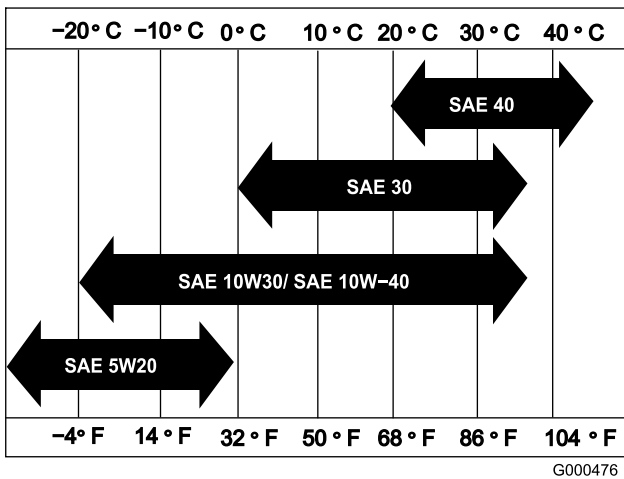 −20° C −10° C 0° C 10° C 20° C 30° C 40° C
SAE 40
SAE 30
SAE 10W30/ SAE 10W−40
SAE 5W20
−4° F 14° F 32° F 50° F 68° F 86° F 104° F
G000476